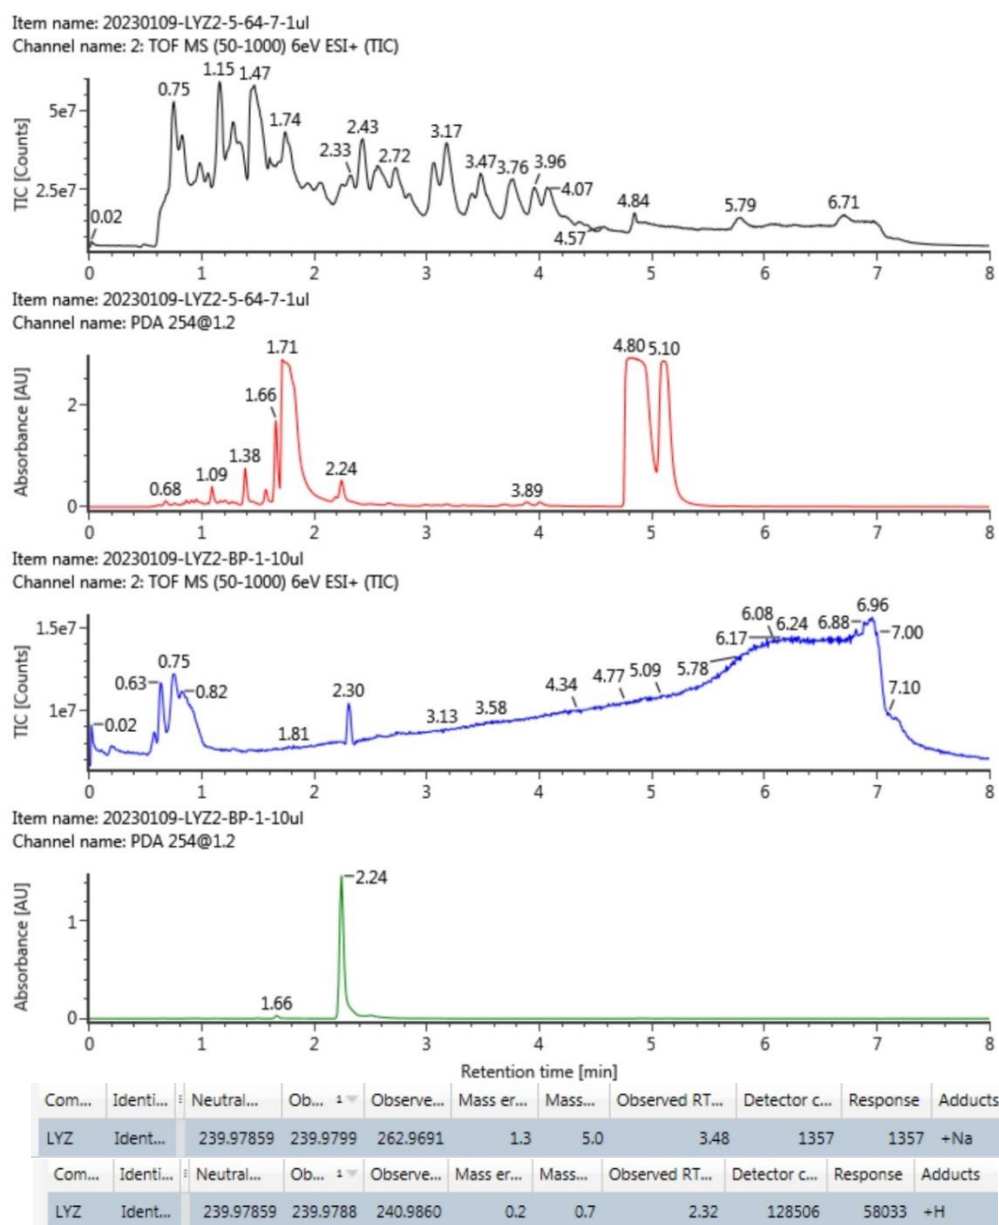 Item name: 20230109-LYZ2-5-64-7-1ul
Channel name: 2: TOF MS (50-1000) 6eV ESI+ (TIC)
TIC [Counts]
5e7
2.5e7
0.02
0.75
1.15
1.47
1.74
2.33
2.43
2.72
3.17
3.47
3.76
3.96
4.07
4.57
4.84
5.79
6.71
0 1 2 3 4 5 6 7 8
Item name: 20230109-LYZ2-5-64-7-1ul
Channel name: PDA 254@1.2
Absorbance [AU]
2
0
0.68
1.09
1.38
1.66
1.71
2.24
3.89
4.80
5.10
0 1 2 3 4 5 6 7 8
Item name: 20230109-LYZ2-BP-1-10ul
Channel name: 2: TOF MS (50-1000) 6eV ESI+ (TIC)
TIC [Counts]
1.5e7
1e7
0.02
0.63
0.75
0.82
1.81
2.30
3.13
3.58
4.34
4.77
5.09
5.78
6.17
6.08
6.24
6.88
6.96
7.00
7.10
0 1 2 3 4 5 6 7 8
Item name: 20230109-LYZ2-BP-1-10ul
Channel name: PDA 254@1.2
Absorbance [AU]
1
0
1.66
2.24
0 1 2 3 4 5 6 7 8
Retention time [min]
Com... Identi... Neutral... Ob... 1 Observe... Mass er... Mass... Observed RT... Detector c... Response Adducts
LYZ Ident... 239.97859 239.9799 262.9691 1.3 5.0 3.48 1357 1357 +Na
Com... Identi... Neutral... Ob... 1 Observe... Mass er... Mass... Observed RT... Detector c... Response Adducts
LYZ Ident... 239.97859 239.9788 240.9860 0.2 0.7 2.32 128506 58033 +H